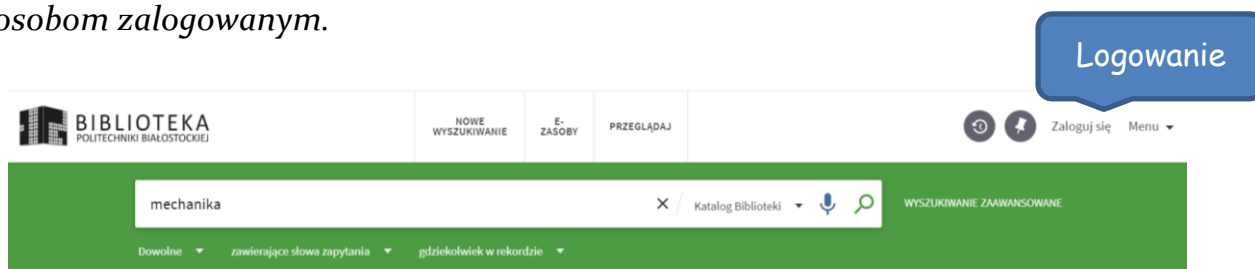 osobom zalogowanym.
Logowanie
BIBLIOTEKA
POLITECHNIKI BIAŁOSTOCKIEJ
NOWE
WYSZUKIWANIE
E-
ZASOBY
PRZEGLĄDAJ
Zaloguj się Menu
mechanika
Katalog Biblioteki
WYSZUKIWANIE ZAAWANSOWANE
Dowolne zawierające słowa zapytania gdziekolwiek w rekordzie